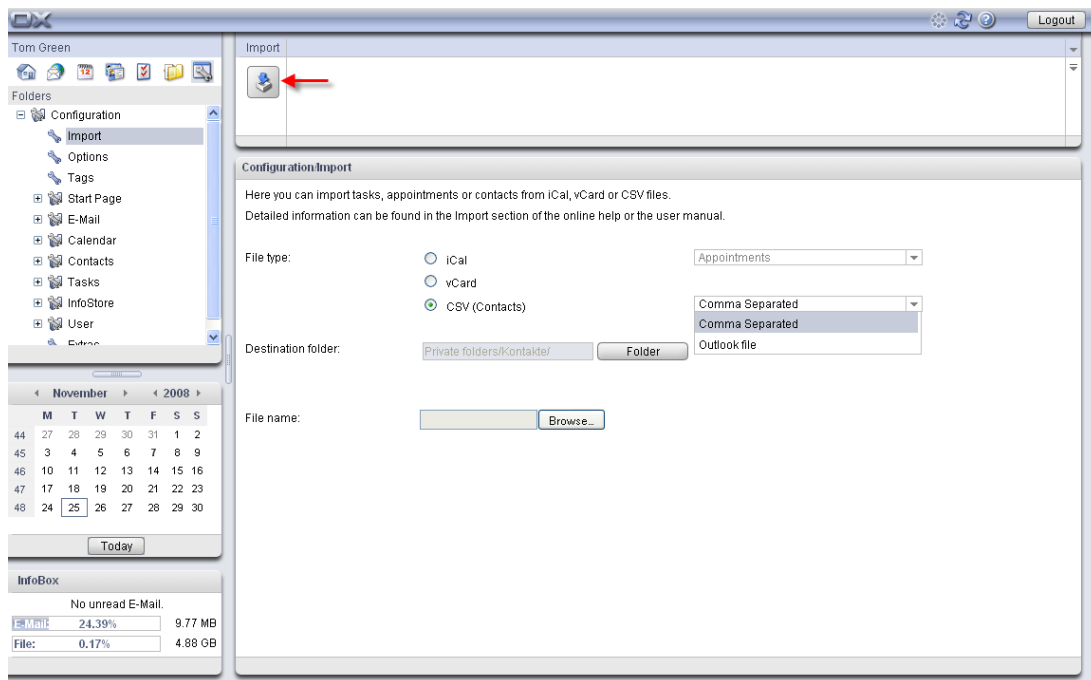 OX
Logout
Tom Green
Import
12
Folders
Configuration
Import
Options
Tags
Start Page
E-Mail
Calendar
Contacts
Tasks
InfoStore
User
Extras
Configuration/Import
Here you can import tasks, appointments or contacts from iCal, vCard or CSV files.
Detailed information can be found in the Import section of the online help or the user manual.
File type:
iCal
Appointments
vCard
CSV (Contacts)
Comma Separated
Comma Separated
Outlook file
Destination folder:
Private folders/Kontakte/
Folder
File name:
Browse...
November 2008
M T W T F S S
44 27 28 29 30 31 1 2
45 3 4 5 6 7 8 9
46 10 11 12 13 14 15 16
47 17 18 19 20 21 22 23
48 24 25 26 27 28 29 30
Today
InfoBox
No unread E-Mail.
E-Mail: 24.39% 9.77 MB
File: 0.17% 4.88 GB